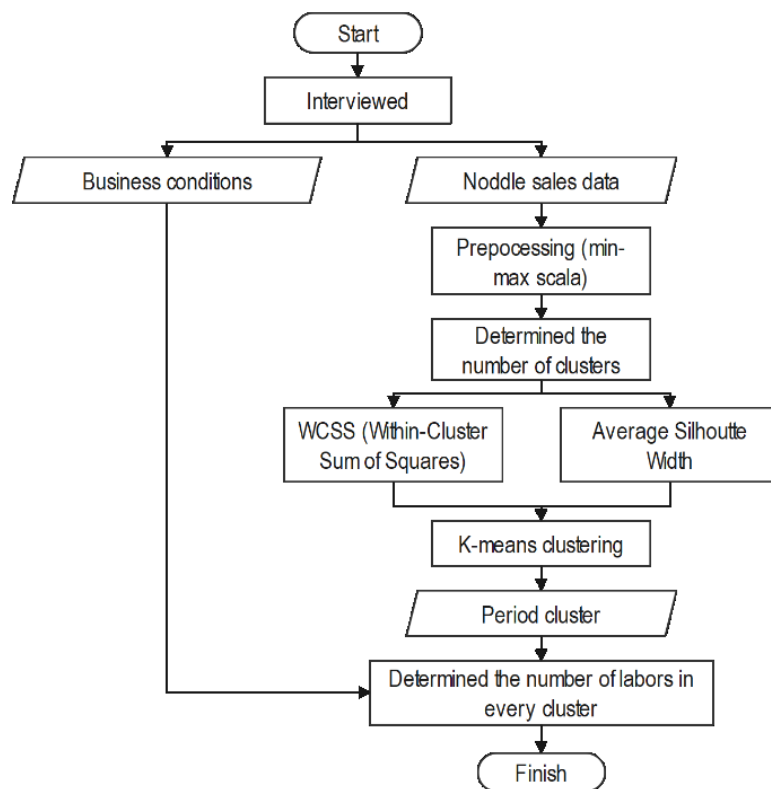 Start
Interviewed
Business conditions
Noddle sales data
Prepocessing (min-
max scala)
Determined the
number of clusters
WCSS (Within-Cluster
Sum of Squares)
Average Silhoutte
Width
K-means clustering
Period cluster
Determined the number of labors in
every cluster
Finish